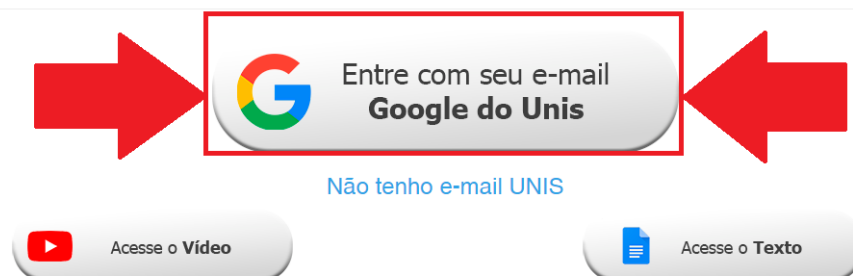 Entre com seu e-mail
Google do Unis
Não tenho e-mail UNIS
Acesse o Vídeo
Acesse o Texto